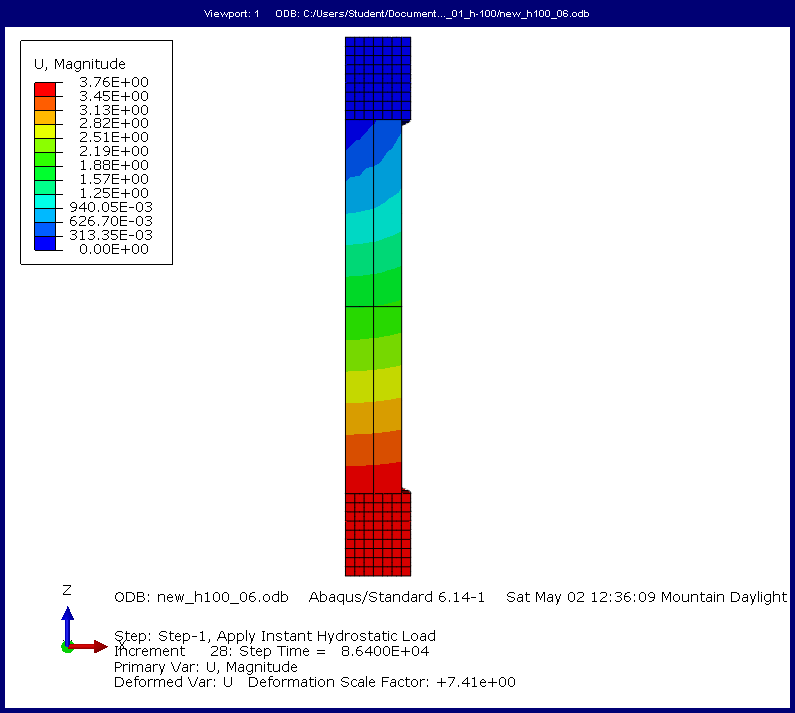 Viewport: 1 ODB: C:/Users/Student/Document..._01_h-100/new_h100_06.odb
U, Magnitude
3.76E+00
3.45E+00
3.13E+00
2.82E+00
2.51E+00
2.19E+00
1.88E+00
1.57E+00
1.25E+00
940.05E-03
626.70E-03
313.35E-03
0.00E+00
Z
X
ODB: new_h100_06.odb Abaqus/Standard 6.14-1 Sat May 02 12:36:09 Mountain Daylight
Step: Step-1, Apply Instant Hydrostatic Load
Increment 28: Step Time = 8.6400E+04
Primary Var: U, Magnitude
Deformed Var: U Deformation Scale Factor: +7.41e+00